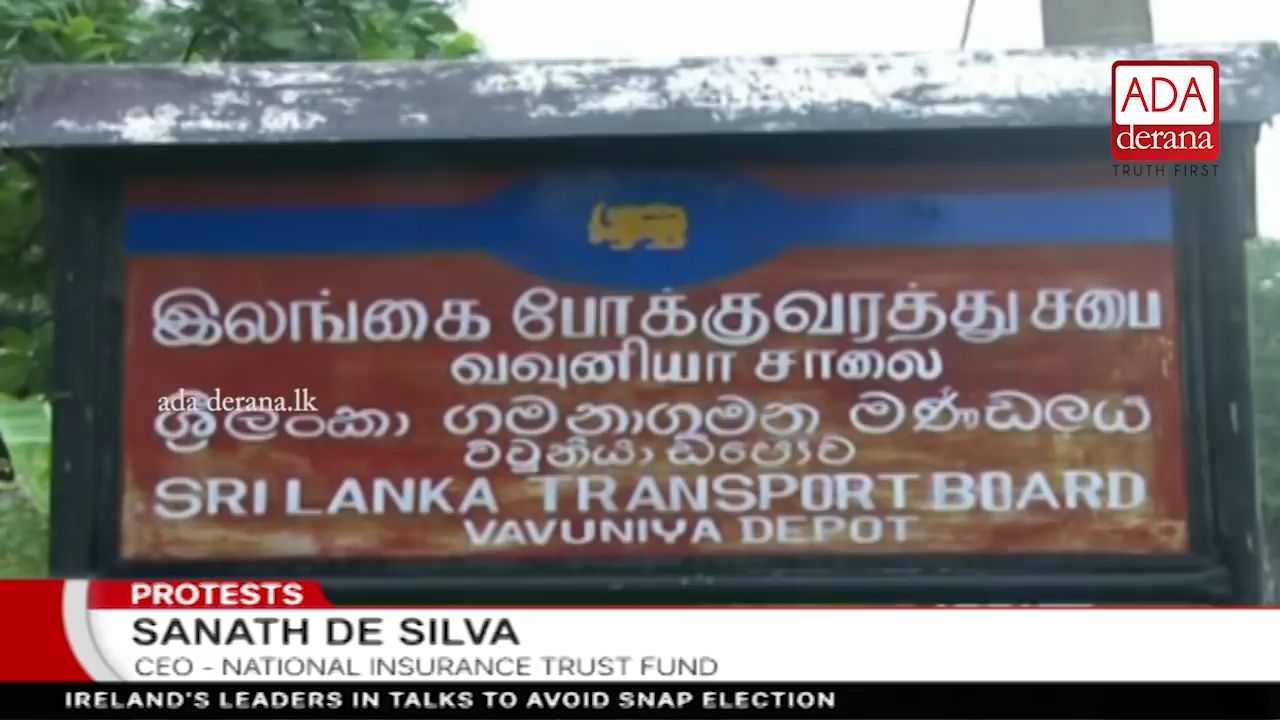 ADA
derana
TRUTH FIRST
இலங்கை போக்குவரத்து சபை
வவுனியா சாலை
ada derana.lk
ශ්‍රී ලංකා ගමනාගමන මණ්ඩලය
වවුනියා ඩිපෝව
SRI LANKA TRANSPORT BOARD
VAVUNIYA DEPOT
PROTESTS
SANATH DE SILVA
CEO - NATIONAL INSURANCE TRUST FUND
IRELAND'S LEADERS IN TALKS TO AVOID SNAP ELECTION